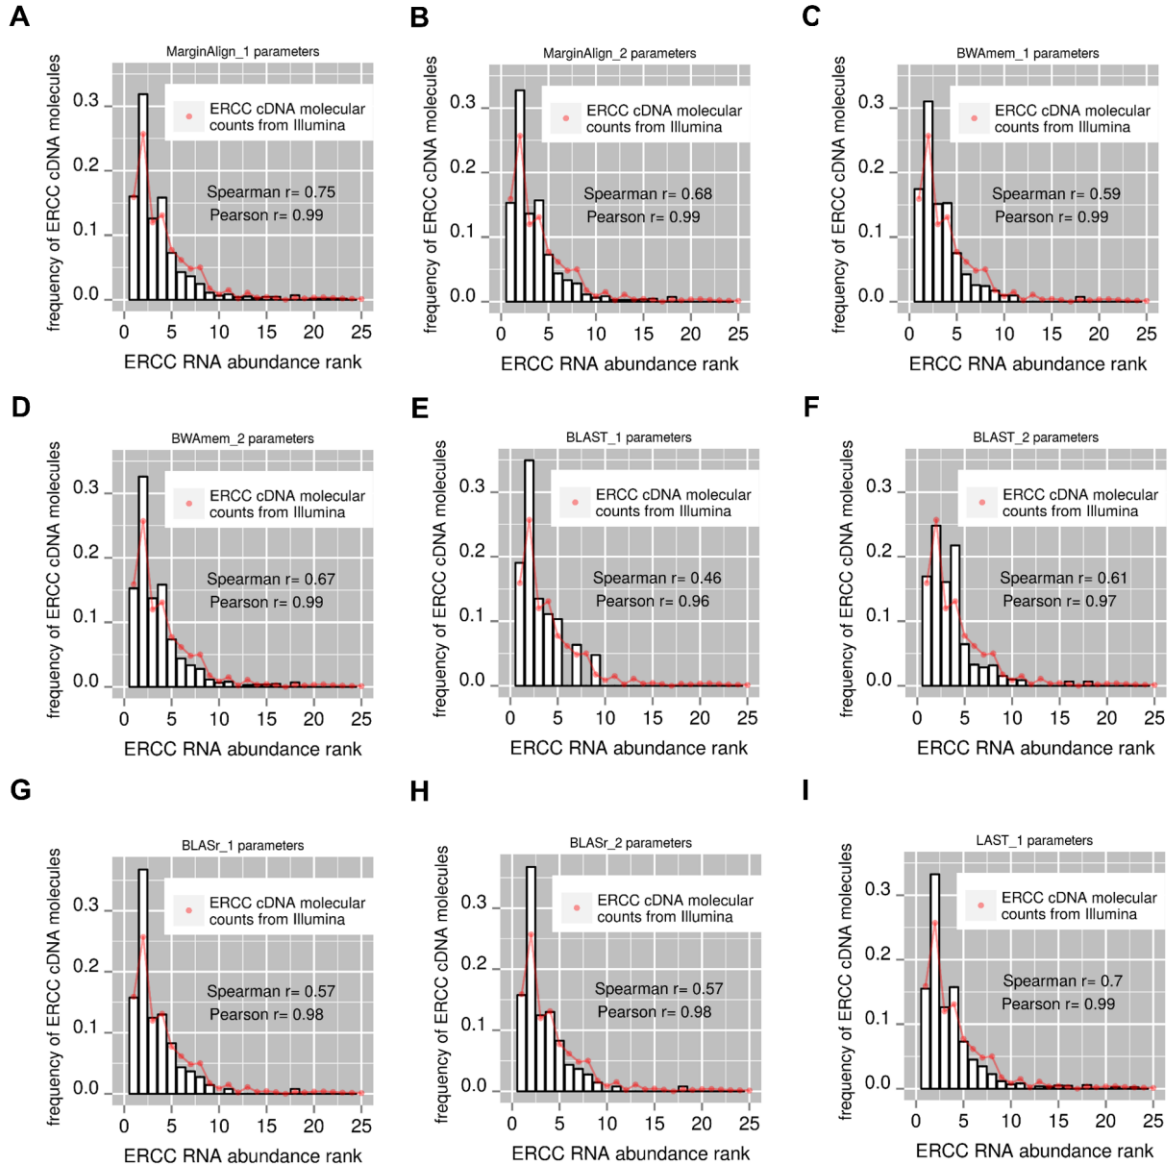 A
MarginAlign_1 parameters
frequency of ERCC cDNA molecules
0.3
0.2
0.1
0.0
ERCC cDNA molecular
counts from Illumina
Spearman r= 0.75
Pearson r= 0.99
0 5 10 15 20 25
ERCC RNA abundance rank
B
MarginAlign_2 parameters
frequency of ERCC cDNA molecules
0.3
0.2
0.1
0.0
ERCC cDNA molecular
counts from Illumina
Spearman r= 0.68
Pearson r= 0.99
0 5 10 15 20 25
ERCC RNA abundance rank
C
BWAmem_1 parameters
frequency of ERCC cDNA molecules
0.3
0.2
0.1
0.0
ERCC cDNA molecular
counts from Illumina
Spearman r= 0.59
Pearson r= 0.99
0 5 10 15 20 25
ERCC RNA abundance rank
D
BWAmem_2 parameters
frequency of ERCC cDNA molecules
0.3
0.2
0.1
0.0
ERCC cDNA molecular
counts from Illumina
Spearman r= 0.67
Pearson r= 0.99
0 5 10 15 20 25
ERCC RNA abundance rank
E
BLAST_1 parameters
frequency of ERCC cDNA molecules
0.3
0.2
0.1
0.0
ERCC cDNA molecular
counts from Illumina
Spearman r= 0.46
Pearson r= 0.96
0 5 10 15 20 25
ERCC RNA abundance rank
F
BLAST_2 parameters
frequency of ERCC cDNA molecules
0.3
0.2
0.1
0.0
ERCC cDNA molecular
counts from Illumina
Spearman r= 0.61
Pearson r= 0.97
0 5 10 15 20 25
ERCC RNA abundance rank
G
BLASr_1 parameters
frequency of ERCC cDNA molecules
0.3
0.2
0.1
0.0
ERCC cDNA molecular
counts from Illumina
Spearman r= 0.57
Pearson r= 0.98
0 5 10 15 20 25
ERCC RNA abundance rank
H
BLASr_2 parameters
frequency of ERCC cDNA molecules
0.3
0.2
0.1
0.0
ERCC cDNA molecular
counts from Illumina
Spearman r= 0.57
Pearson r= 0.98
0 5 10 15 20 25
ERCC RNA abundance rank
I
LAST_1 parameters
frequency of ERCC cDNA molecules
0.3
0.2
0.1
0.0
ERCC cDNA molecular
counts from Illumina
Spearman r= 0.7
Pearson r= 0.99
0 5 10 15 20 25
ERCC RNA abundance rank